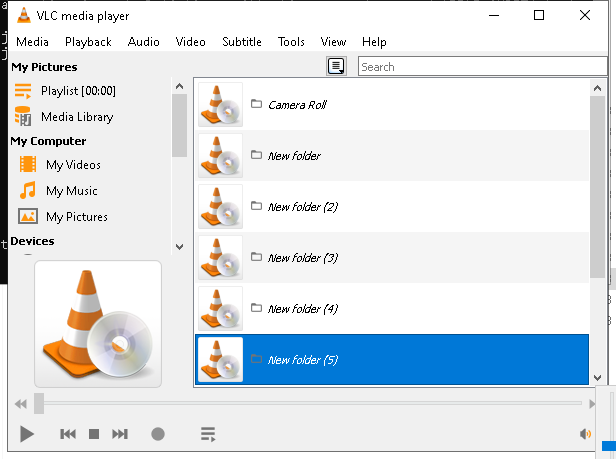 VLC media player
Media Playback Audio Video Subtitle Tools View Help
My Pictures
Search
Playlist [00:00]
Media Library
My Computer
My Videos
My Music
My Pictures
Devices
Camera Roll
New folder
New folder (2)
New folder (3)
New folder (4)
New folder (5)